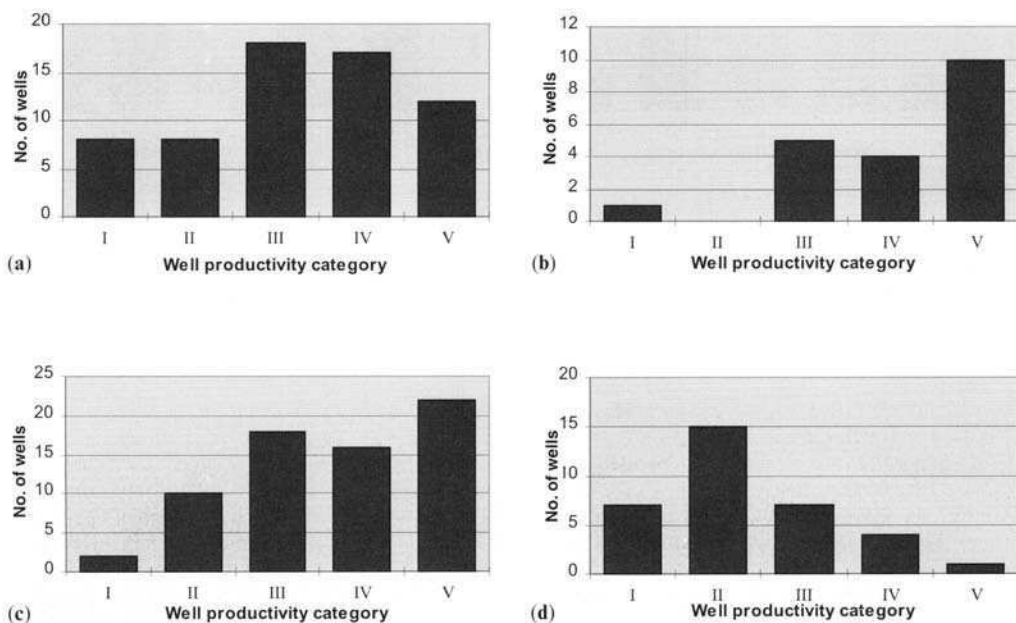 20
15
10
5
0
No. of wells
I II III IV V
(a) Well productivity category
12
10
8
6
4
2
0
No. of wells
I II III IV V
(b) Well productivity category
25
20
15
10
5
0
No. of wells
I II III IV V
(c) Well productivity category
20
15
10
5
0
No. of wells
I II III IV V
(d) Well productivity category